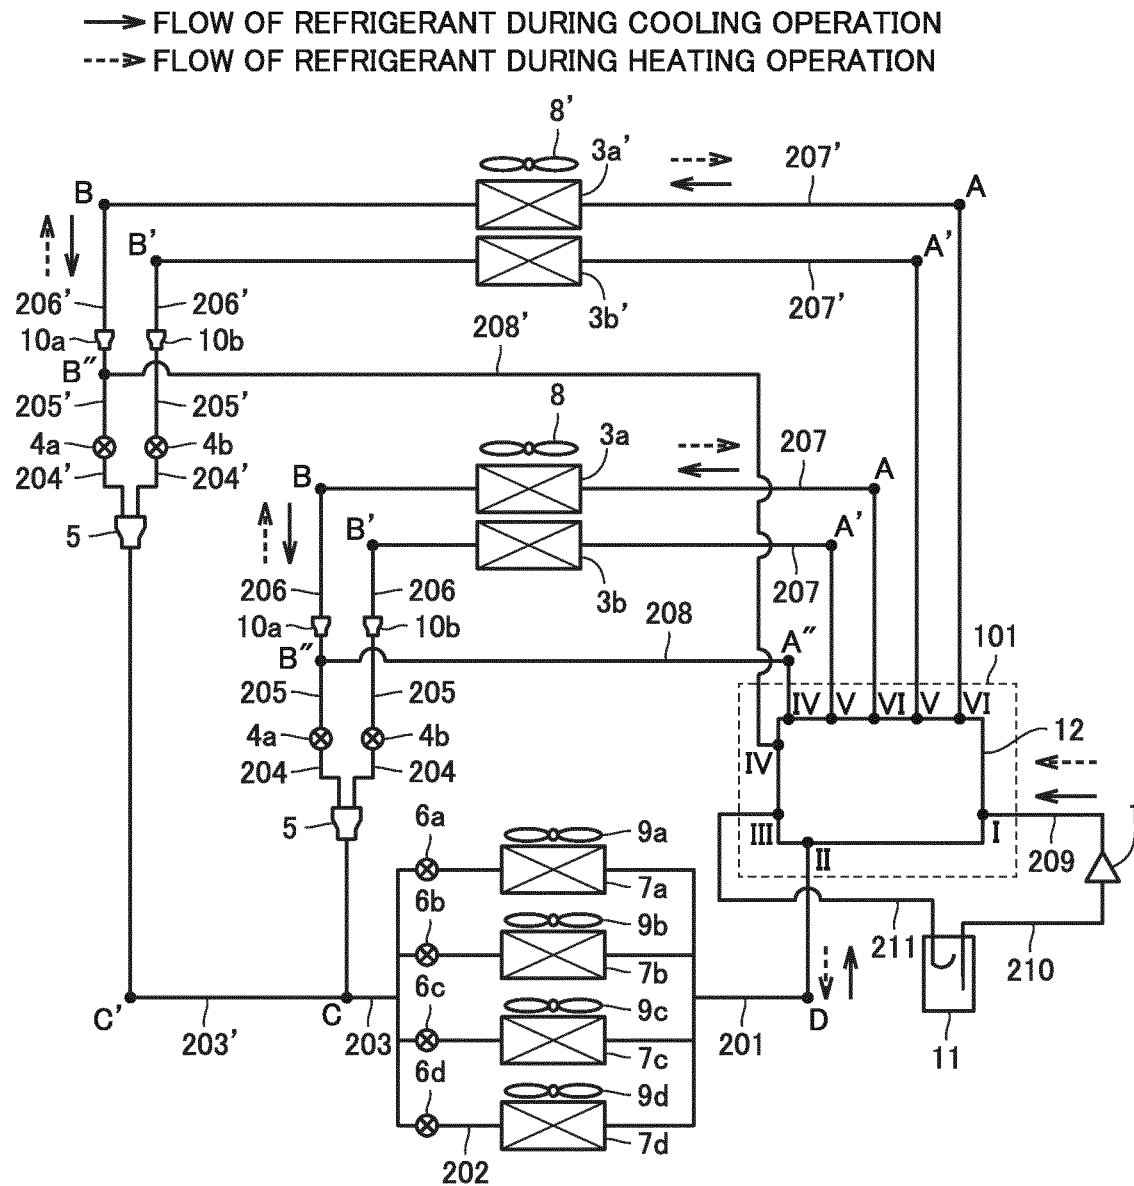 FLOW OF REFRIGERANT DURING COOLING OPERATION
FLOW OF REFRIGERANT DURING HEATING OPERATION
8'
3a'
207'
B
A
B'
A'
206'
206'
3b'
207'
10a
10b
208'
B"
205'
205'
8
3a
207
4a
4b
204'
204'
B
A
5
B'
A'
206
206
3b
207
10a
10b
208
A"
101
B"
205
205
IV
V
VI
V
VI
12
4a
4b
IV
204
204
5
6a
9a
III
II
I
209
7a
6b
9b
211
210
7b
6c
9c
C'
203'
C
203
201
D
11
7c
6d
9d
7d
202